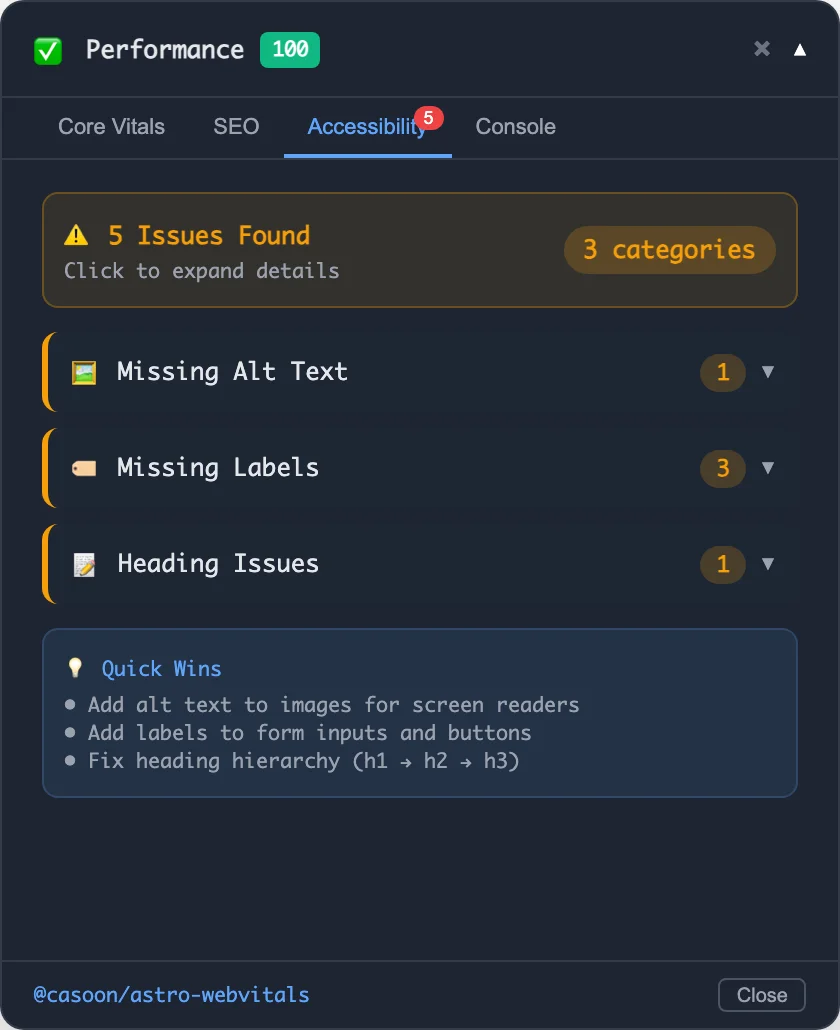 Performance 100
Core Vitals SEO Accessibility 5 Console
5 Issues Found
Click to expand details
3 categories
Missing Alt Text 1
Missing Labels 3
Heading Issues 1
Quick Wins
• Add alt text to images for screen readers
• Add labels to form inputs and buttons
• Fix heading hierarchy (h1 → h2 → h3)
@casoon/astro-webvitals Close